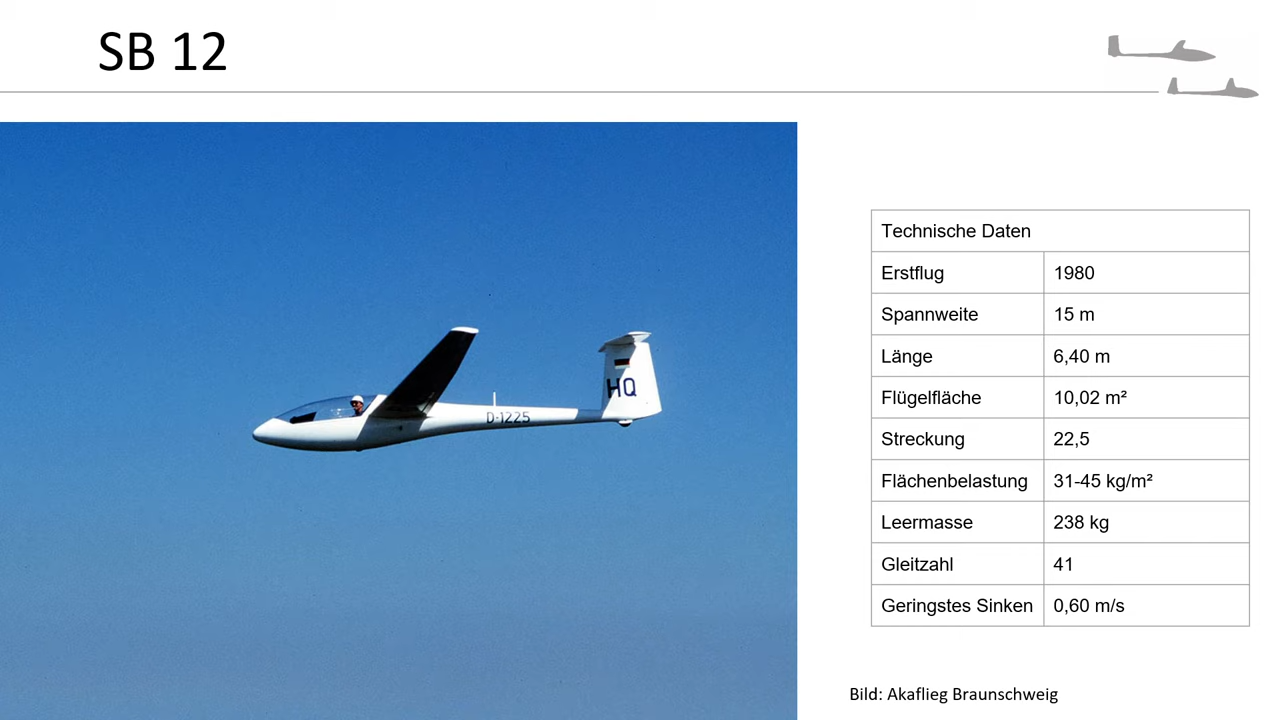 SB 12
HQ
D-1225
Technische Daten
Erstflug 1980
Spannweite 15 m
Länge 6,40 m
Flügelfläche 10,02 m²
Streckung 22,5
Flächenbelastung 31-45 kg/m²
Leermasse 238 kg
Gleitzahl 41
Geringstes Sinken 0,60 m/s
Bild: Akaflieg Braunschweig